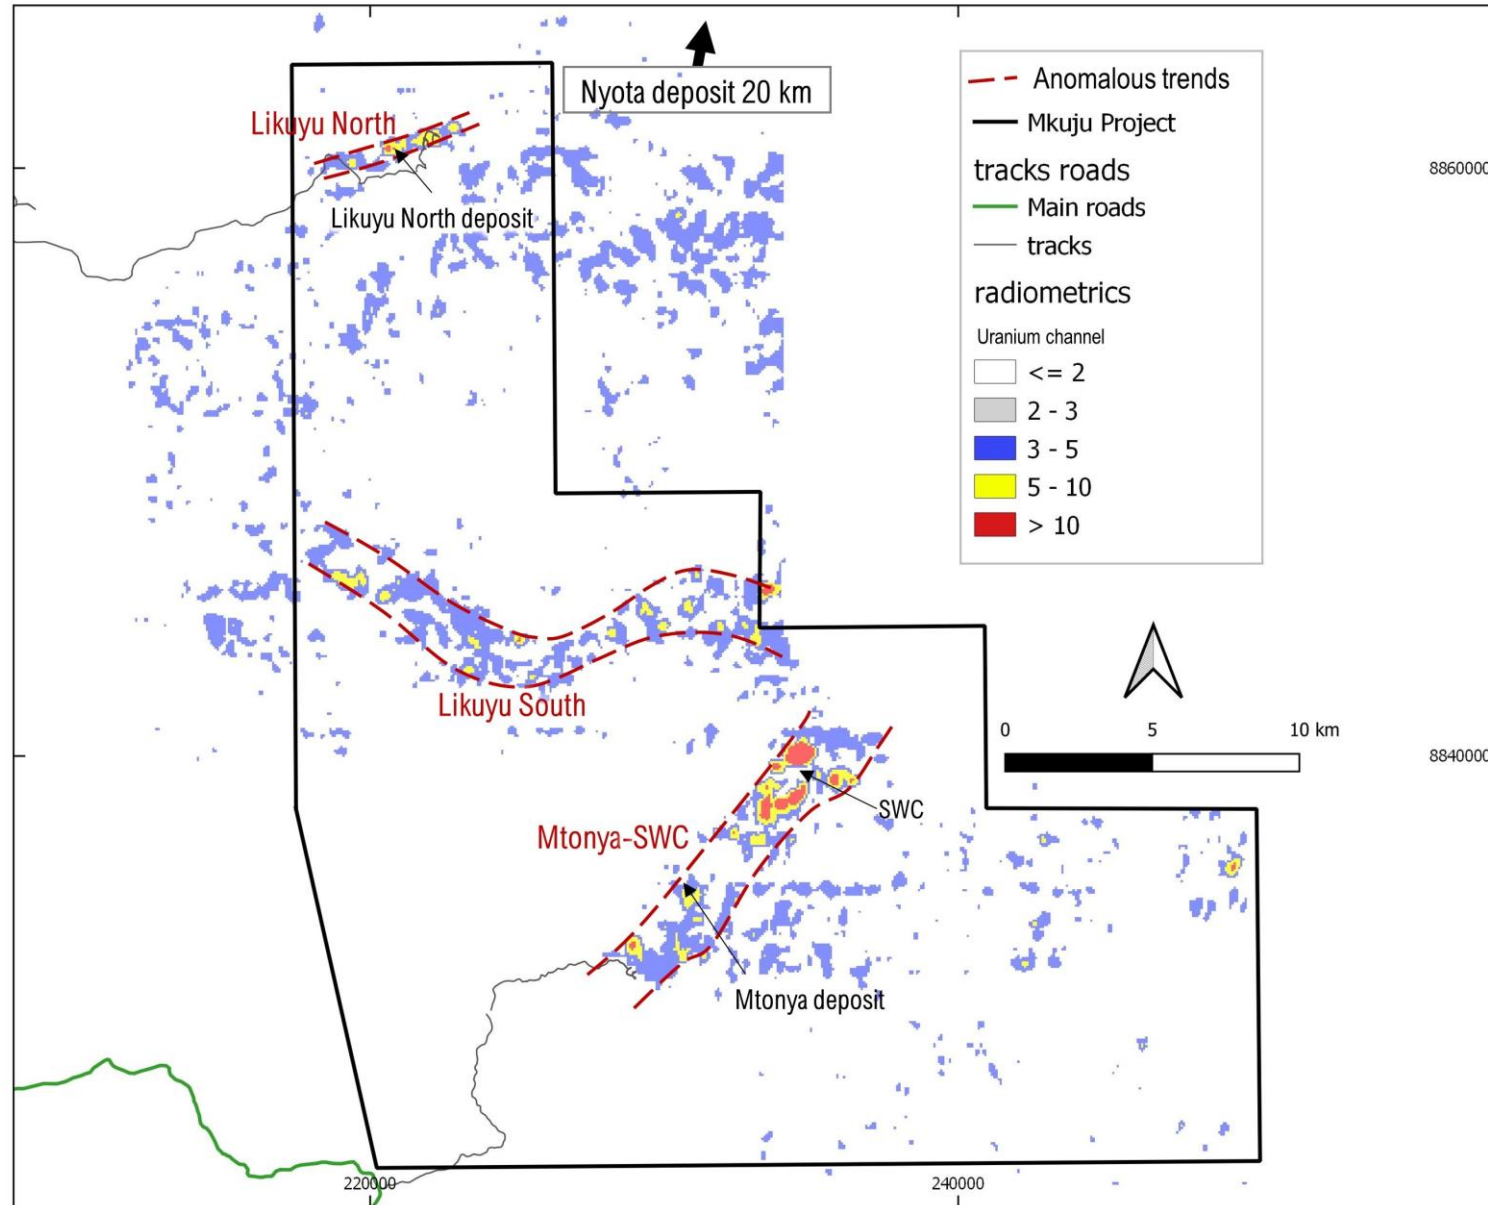 Nyota deposit 20 km
Likuyu North
Likuyu North deposit
Likuyu South
Mtonya-SWC
SWC
Mtonya deposit
Anomalous trends
Mkuju Project
tracks roads
Main roads
tracks
radiometrics
Uranium channel
<= 2
2 - 3
3 - 5
5 - 10
> 10
0 5 10 km
8860000
8840000
220000 240000